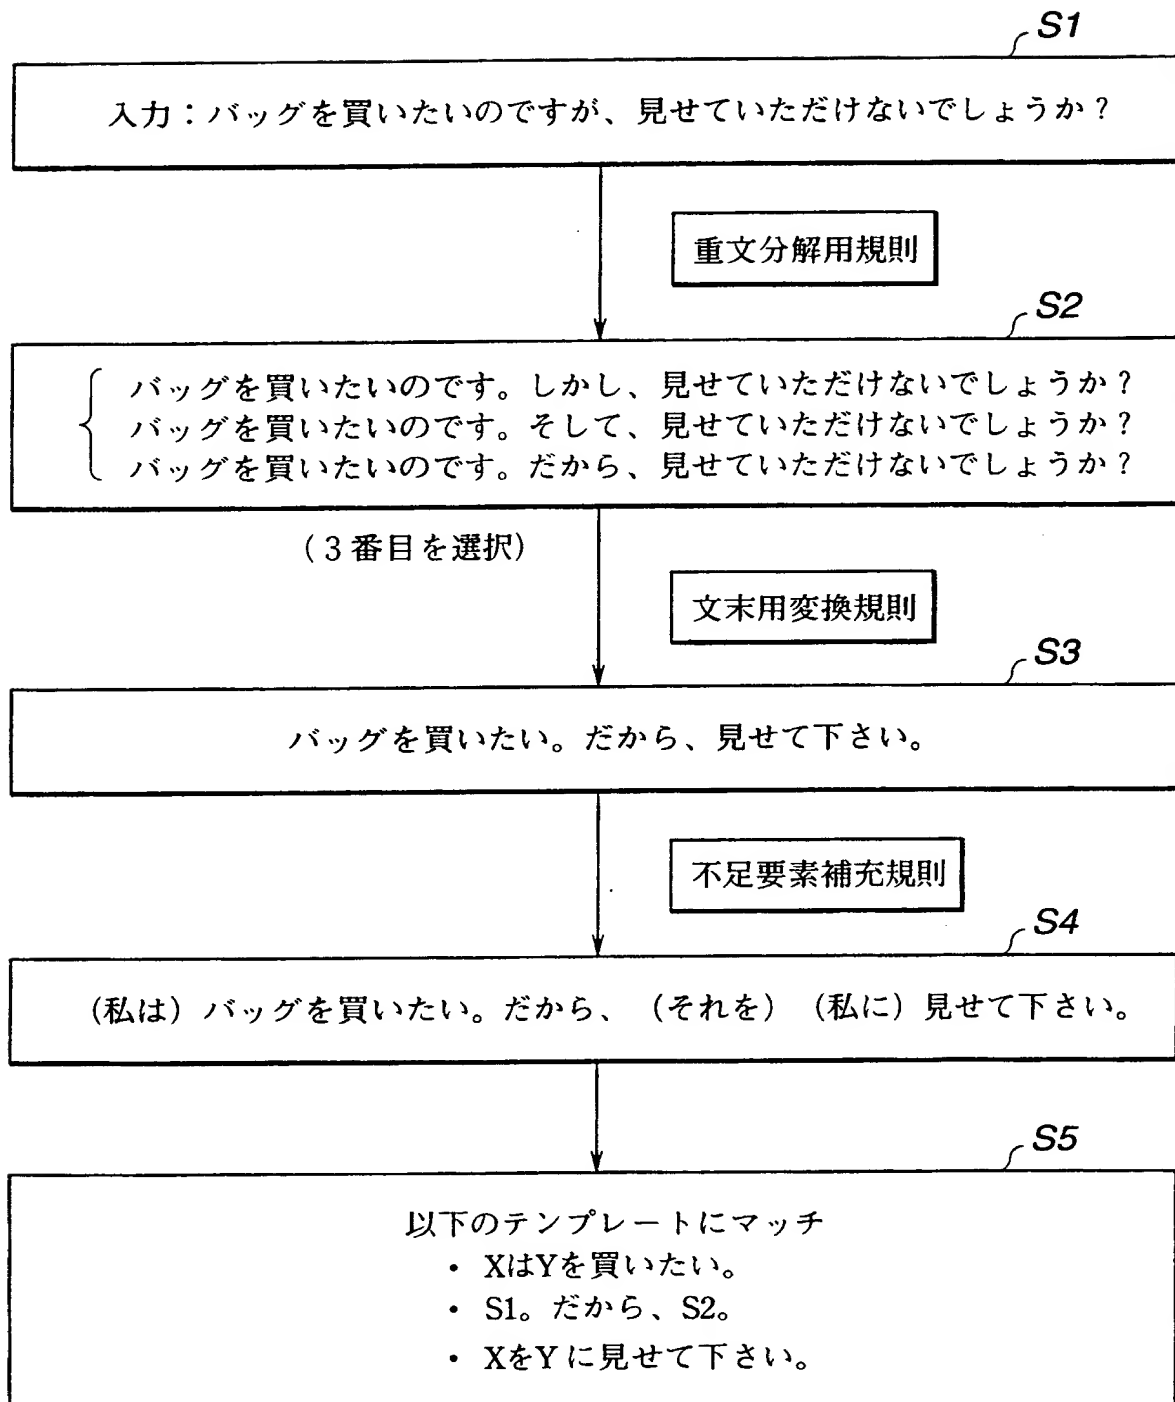 S1
入力：バッグを買いたいのですが、見せていただけないでしょうか？
重文分解用規則
S2
バッグを買いたいのです。しかし、見せていただけないでしょうか？
バッグを買いたいのです。そして、見せていただけないでしょうか？
バッグを買いたいのです。だから、見せていただけないでしょうか？
（３番目を選択）
文末用変換規則
S3
バッグを買いたい。だから、見せて下さい。
不足要素補充規則
S4
（私は）バッグを買いたい。だから、（それを）（私に）見せて下さい。
S5
以下のテンプレートにマッチ
・ XはYを買いたい。
・ S1。だから、S2。
・ XをYに見せて下さい。